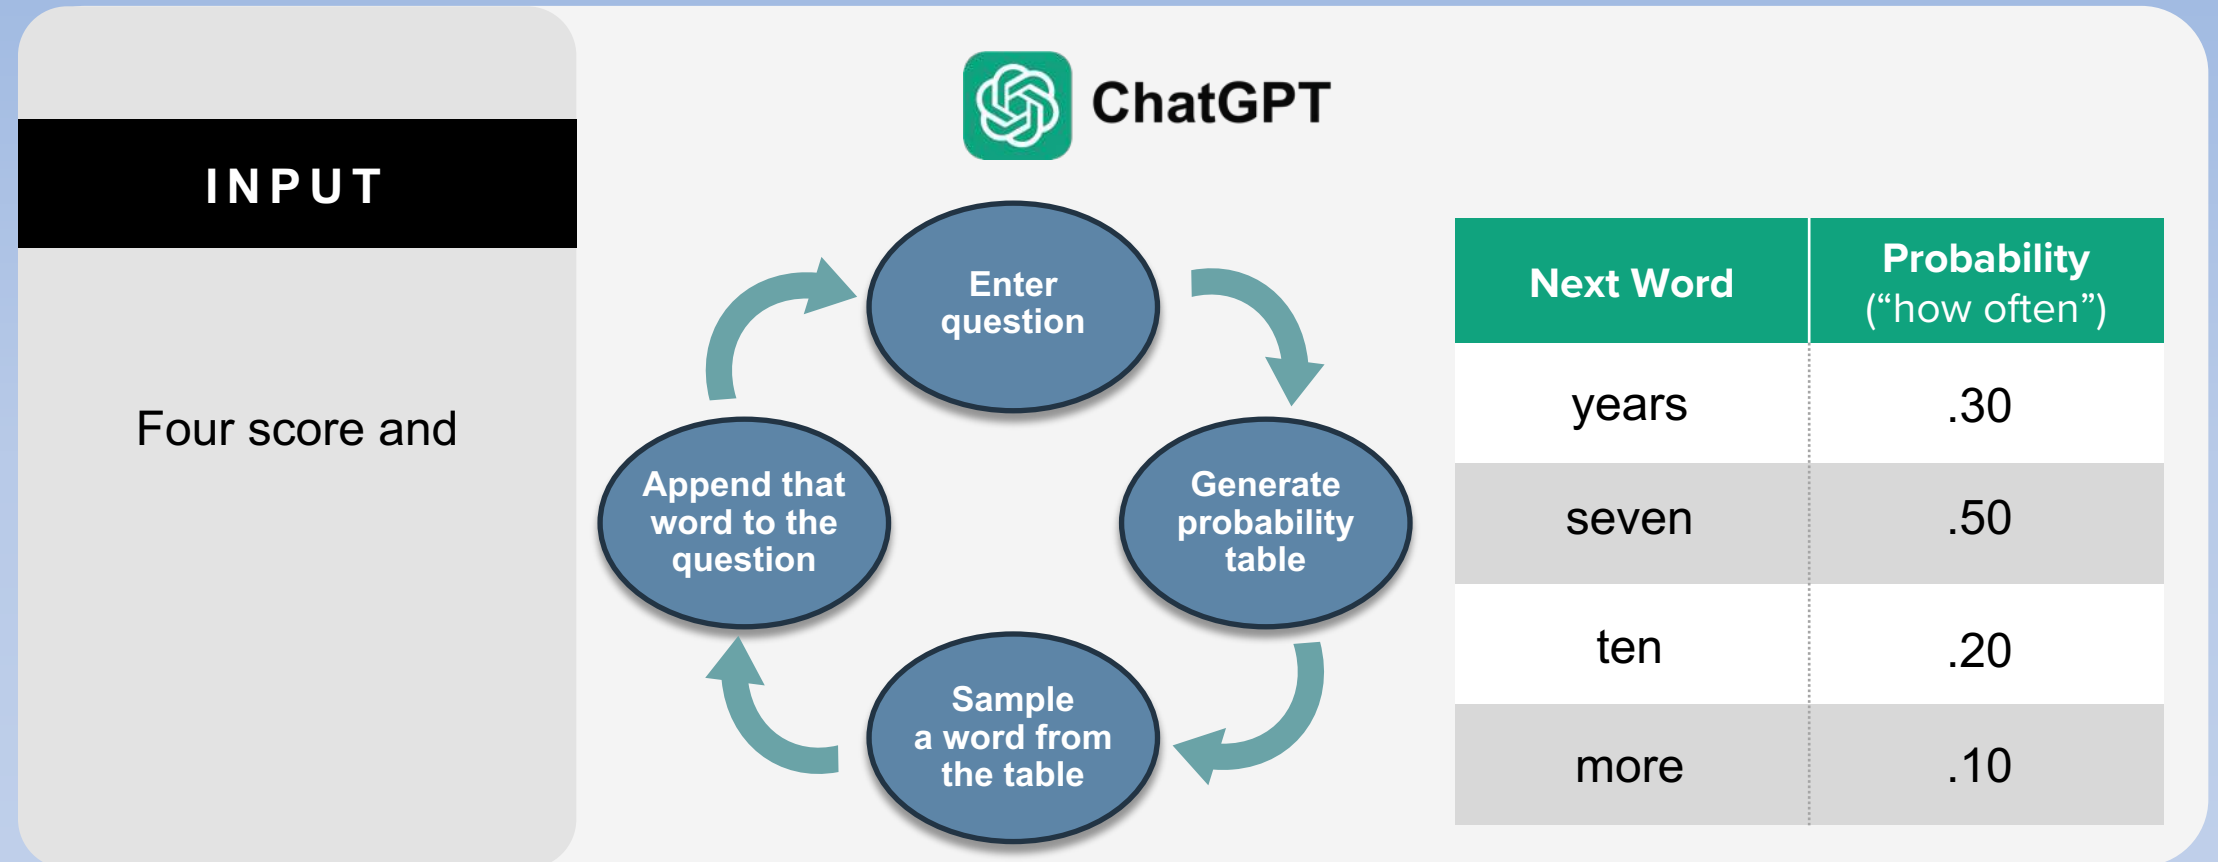 INPUT
Four score and
ChatGPT
Enter
question
Generate
probability
table
Sample
a word from
the table
Append that
word to the
question
Next Word
Probability
(“how often”)
years .30
seven .50
ten .20
more .10